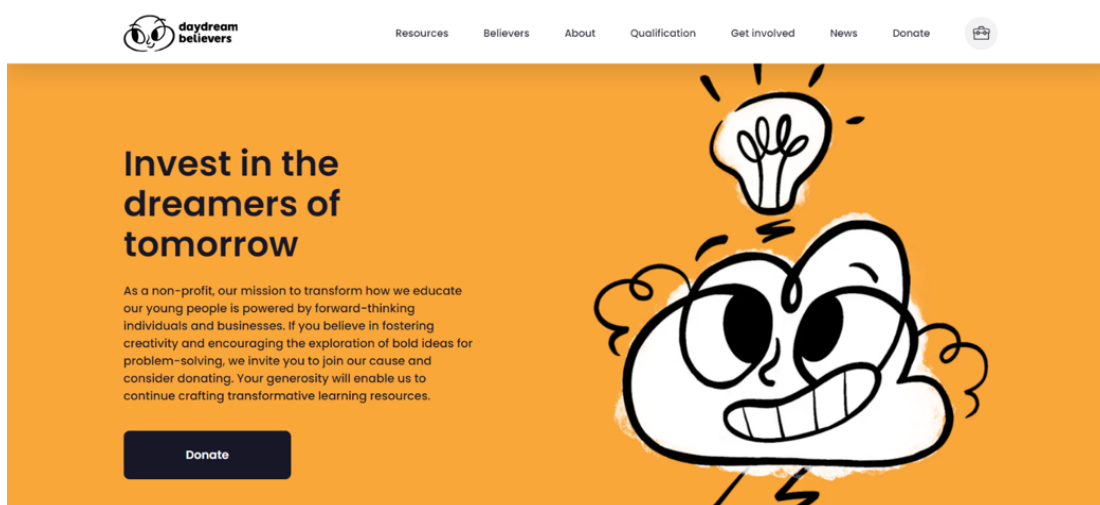 daydream
believers
Resources Believers About Qualification Get involved News Donate
Invest in the
dreamers of
tomorrow
As a non-profit, our mission to transform how we educate
our young people is powered by forward-thinking
individuals and businesses. If you believe in fostering
creativity and encouraging the exploration of bold ideas for
problem-solving, we invite you to join our cause and
consider donating. Your generosity will enable us to
continue crafting transformative learning resources.
Donate